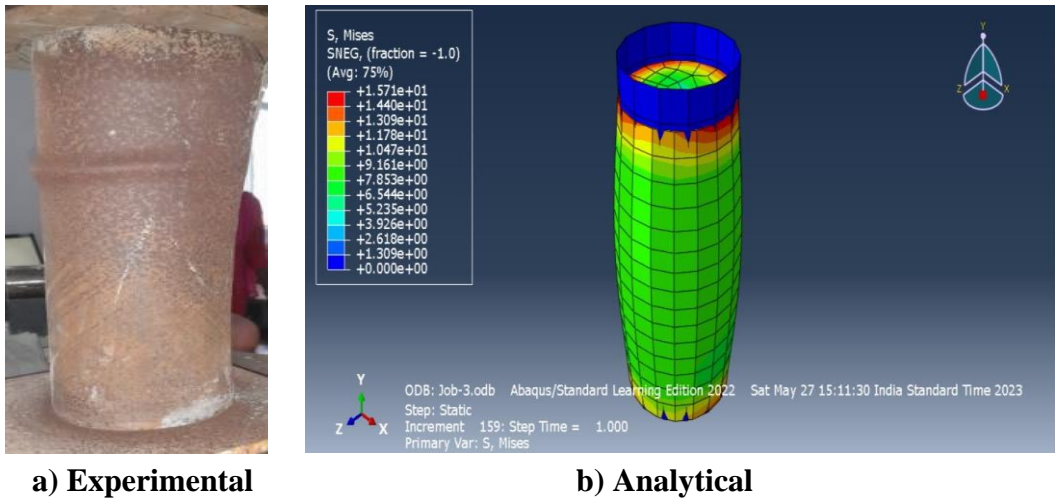 S, Mises
SNEG, (fraction = -1.0)
(Avg: 75%)
+1.571e+01
+1.440e+01
+1.309e+01
+1.178e+01
+1.047e+01
+9.161e+00
+7.853e+00
+6.544e+00
+5.235e+00
+3.926e+00
+2.618e+00
+1.309e+00
+0.000e+00
Y
Z X
Y
Z X
ODB: Job-3.odb Abaqus/Standard Learning Edition 2022 Sat May 27 15:11:30 India Standard Time 2023
Step: Static
Increment 159: Step Time = 1.000
Primary Var: S, Mises
a) Experimental b) Analytical